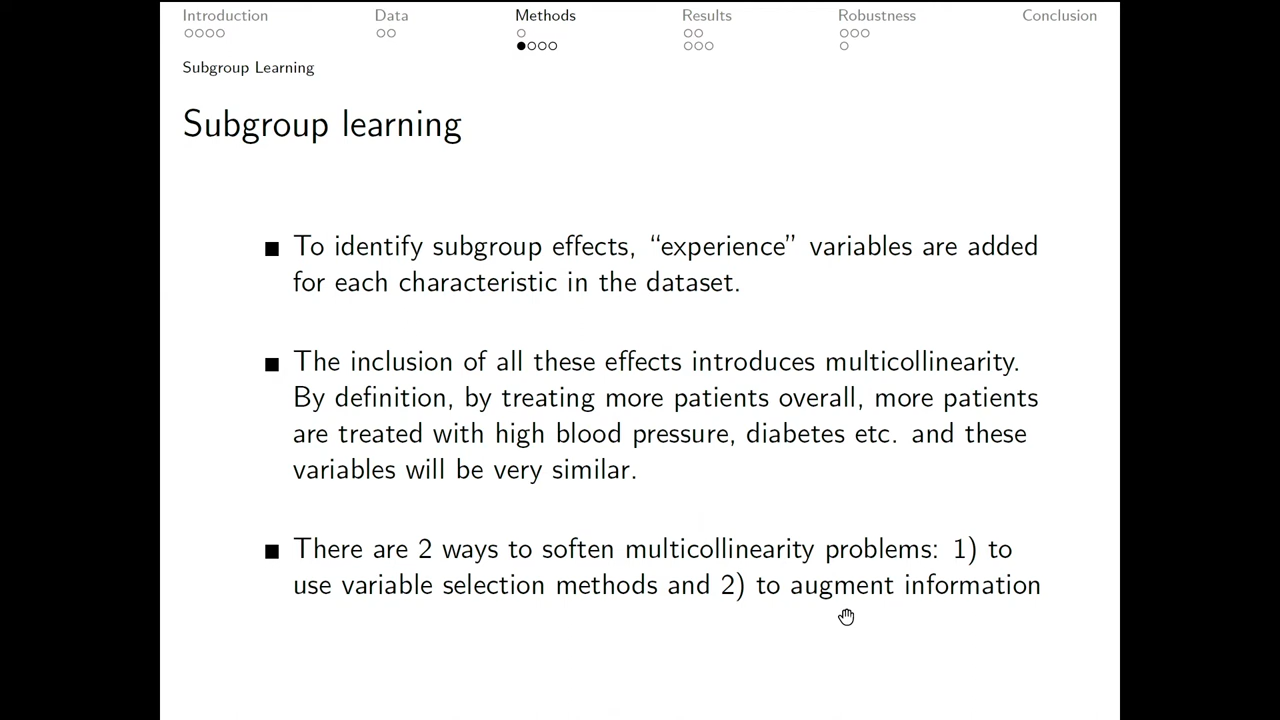 Introduction Data Methods Results Robustness Conclusion
Subgroup Learning
Subgroup learning
To identify subgroup effects, “experience” variables are added
for each characteristic in the dataset.
The inclusion of all these effects introduces multicollinearity.
By definition, by treating more patients overall, more patients
are treated with high blood pressure, diabetes etc. and these
variables will be very similar.
There are 2 ways to soften multicollinearity problems: 1) to
use variable selection methods and 2) to augment information